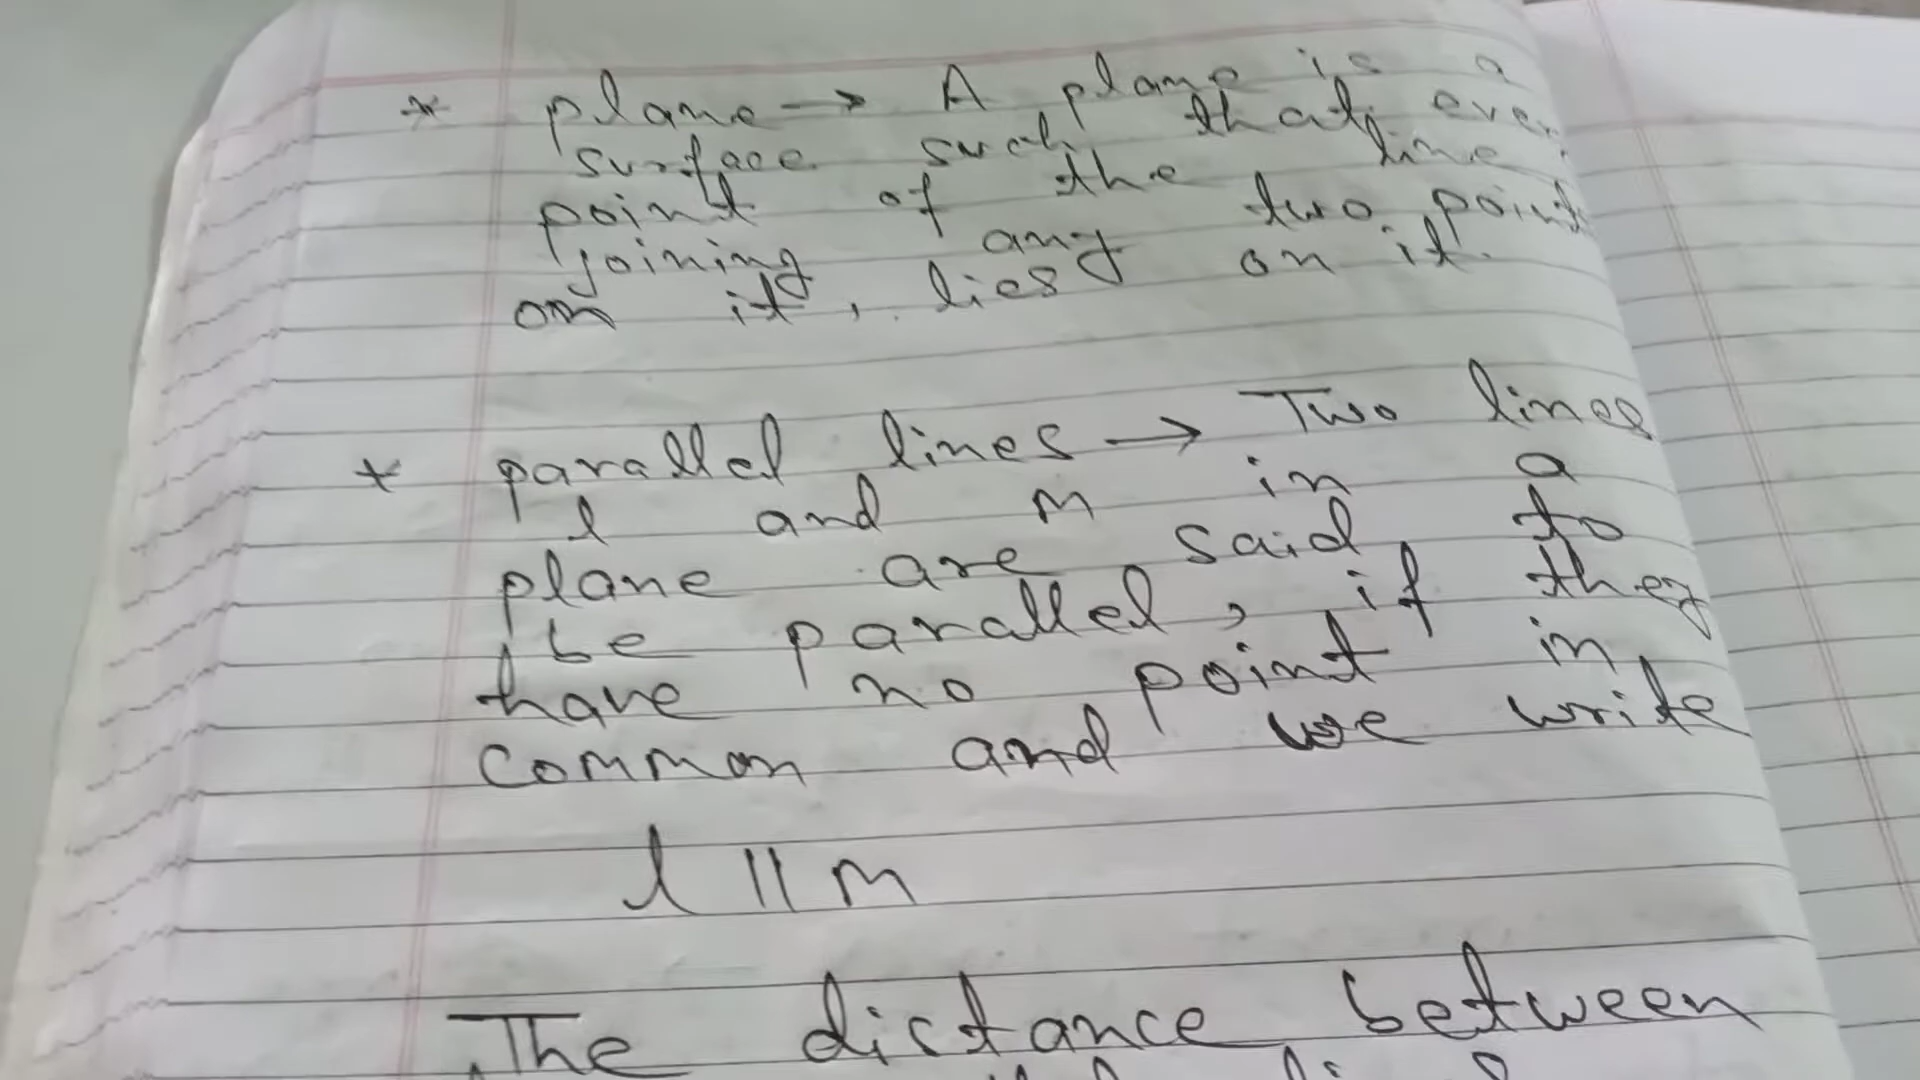 * plane → A plane is a
surface such that ever
point of the line
joining any two point
on it, lies on it.
* parallel lines → Two lines
l and m in a
plane are said to
be parallel, if they
have no point in
common and we write
l || m
The distance between